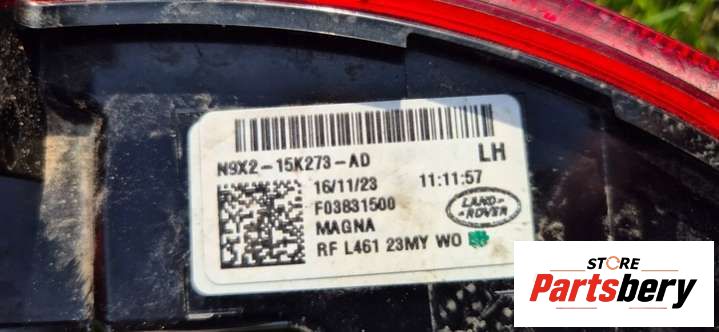 N9X2-15K273-AD LH
16/11/23 11:11:57
F03831500
MAGNA
LAND-
-ROVER
RF L461 23MY WO
STORE
Partsbery